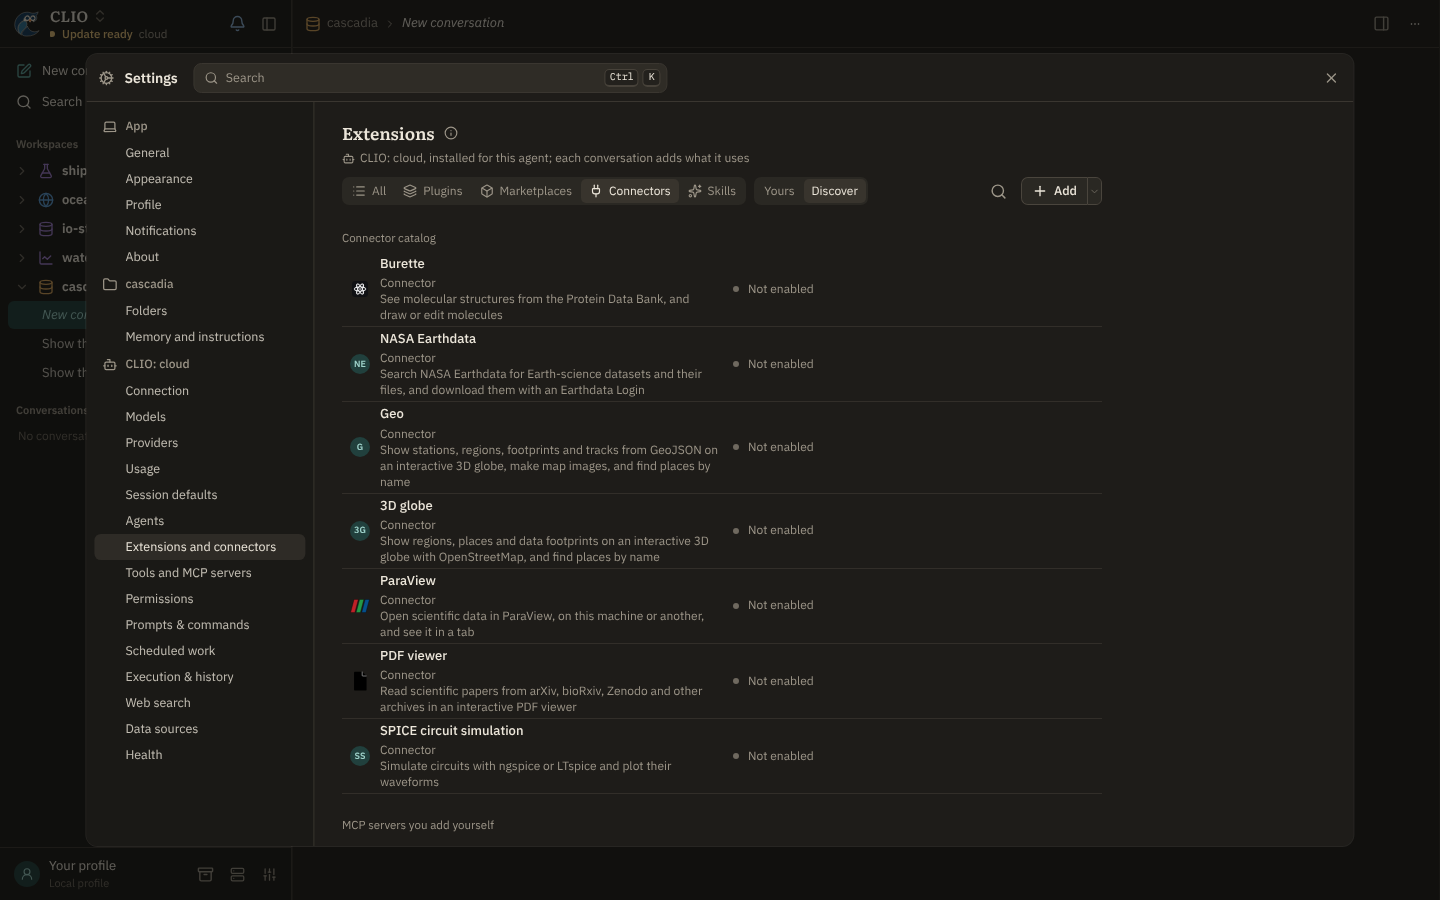 CLIO
Update ready cloud
cascadia
New conversation
New co
Search
Workspaces
ship
ocea
io-s
wat
casc
New co
Show th
Show th
Conversations
No conversa
Your profile
Local profile
Settings
Search
Ctrl K
App
General
Appearance
Profile
Notifications
About
cascadia
Folders
Memory and instructions
CLIO: cloud
Connection
Models
Providers
Usage
Session defaults
Agents
Extensions and connectors
Tools and MCP servers
Permissions
Prompts & commands
Scheduled work
Execution & history
Web search
Data sources
Health
Extensions
CLIO: cloud, installed for this agent; each conversation adds what it uses
All Plugins Marketplaces Connectors Skills Yours Discover
Add
Connector catalog
Burette
Connector
See molecular structures from the Protein Data Bank, and
draw or edit molecules
Not enabled
NE
NASA Earthdata
Connector
Search NASA Earthdata for Earth-science datasets and their
files, and download them with an Earthdata Login
Not enabled
G
Geo
Connector
Show stations, regions, footprints and tracks from GeoJSON on
an interactive 3D globe, make map images, and find places by
name
Not enabled
3G
3D globe
Connector
Show regions, places and data footprints on an interactive 3D
globe with OpenStreetMap, and find places by name
Not enabled
ParaView
Connector
Open scientific data in ParaView, on this machine or another,
and see it in a tab
Not enabled
PDF viewer
Connector
Read scientific papers from arXiv, bioRxiv, Zenodo and other
archives in an interactive PDF viewer
Not enabled
SS
SPICE circuit simulation
Connector
Simulate circuits with ngspice or LTspice and plot their
waveforms
Not enabled
MCP servers you add yourself